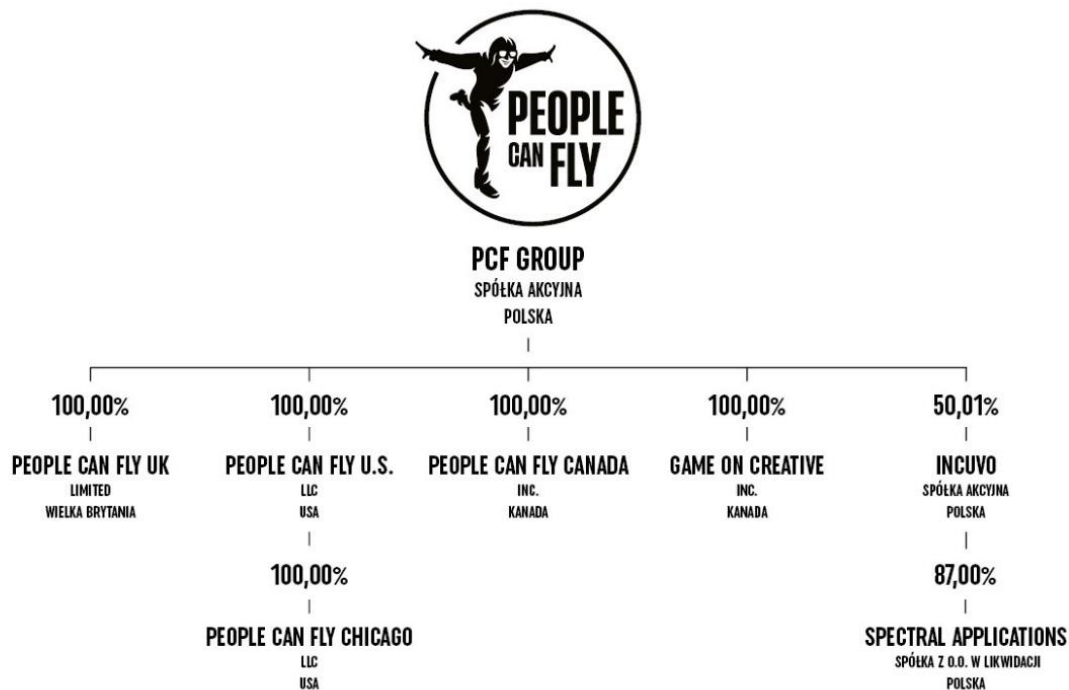 PEOPLE
CAN FLY
PCF GROUP
SPÓŁKA AKCYJNA
POLSKA
100,00% 100,00% 100,00% 100,00% 50,01%
PEOPLE CAN FLY UK PEOPLE CAN FLY U.S. PEOPLE CAN FLY CANADA GAME ON CREATIVE INCUVO
LIMITED LLC INC. INC. SPÓŁKA AKCYJNA
WIELKA BRYTANIA USA KANADA KANADA POLSKA
100,00% 87,00%
PEOPLE CAN FLY CHICAGO SPECTRAL APPLICATIONS
LLC SPÓŁKA Z O.O. W LIKWIDACJI
USA POLSKA